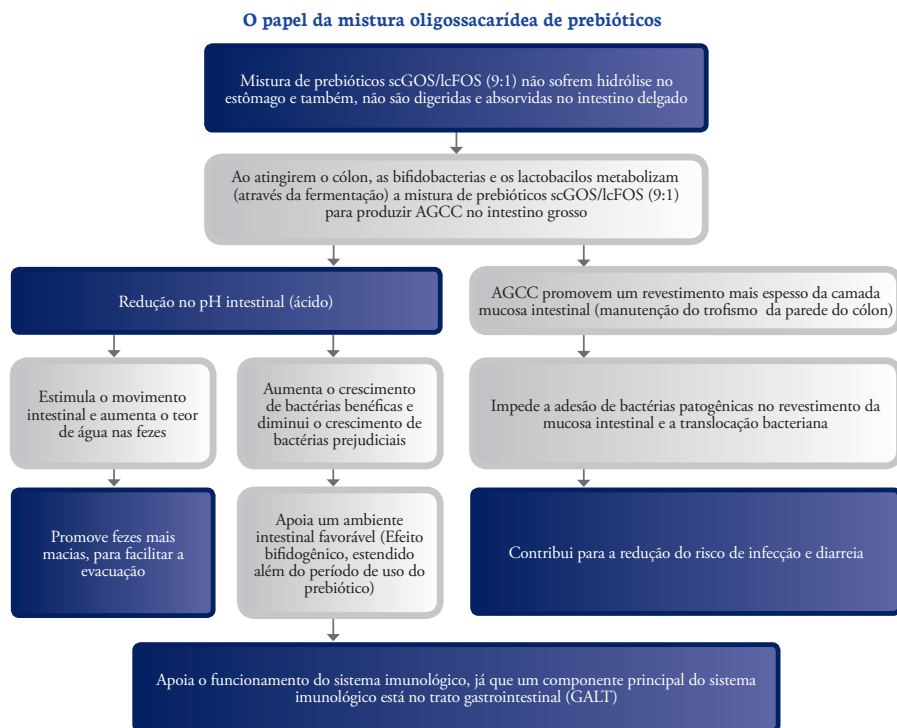 O papel da mistura oligossacarídea de prebióticos
Mistura de prebióticos scGOS/lcFOS (9:1) não sofrem hidrólise no
estômago e também, não são digeridas e absorvidas no intestino delgado
Ao atingirem o cólon, as bifidobacterias e os lactobacilos metabolizam
(através da fermentação) a mistura de prebióticos scGOS/lcFOS (9:1)
para produzir AGCC no intestino grosso
Redução no pH intestinal (ácido)
AGCC promovem um revestimento mais espesso da camada
mucosa intestinal (manutenção do trofismo da parede do cólon)
Estimula o movimento
intestinal e aumenta o teor
de água nas fezes
Aumenta o crescimento
de bactérias benéficas e
diminui o crescimento de
bactérias prejudiciais
Impede a adesão de bactérias patogênicas no revestimento da
mucosa intestinal e a translocação bacteriana
Promove fezes mais
macias, para facilitar a
evacuação
Apoia um ambiente
intestinal favorável (Efeito
bifidogênico, estendido
além do período de uso do
prebiótico)
Contribui para a redução do risco de infecção e diarreia
Apoia o funcionamento do sistema imunológico, já que um componente principal do sistema
imunológico está no trato gastrointestinal (GALT)